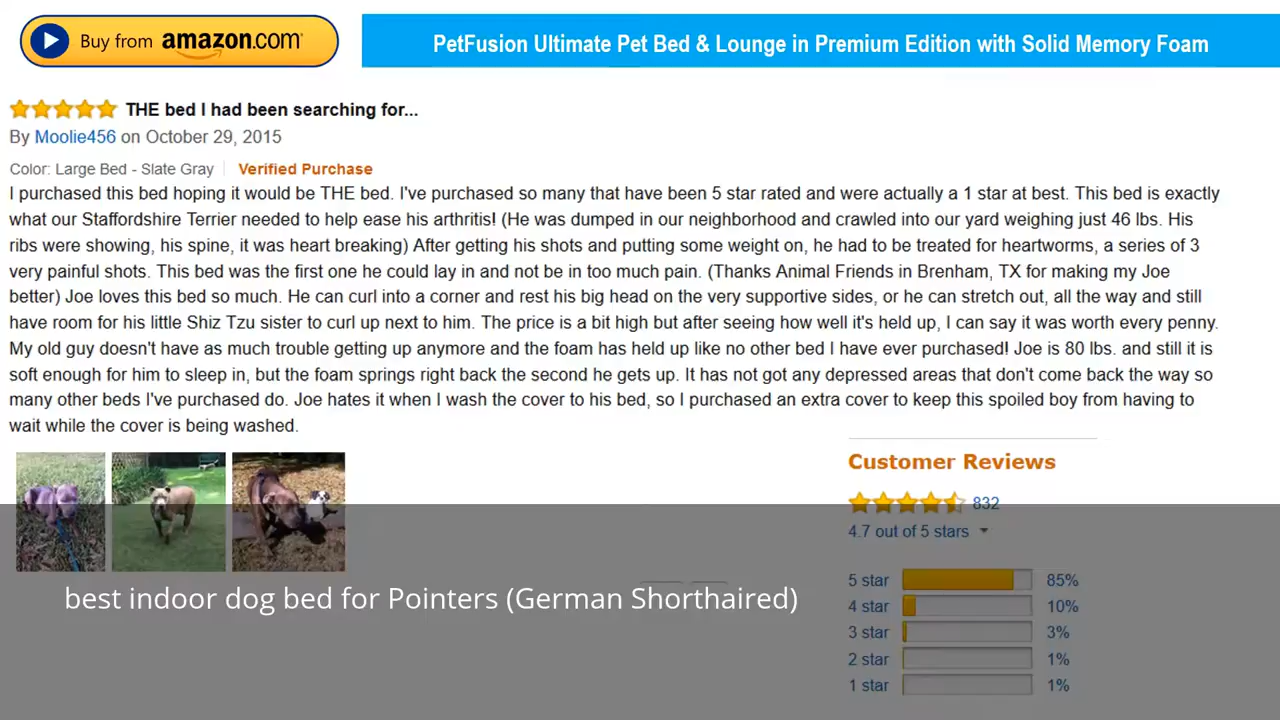 Buy from amazon.com
PetFusion Ultimate Pet Bed & Lounge in Premium Edition with Solid Memory Foam
THE bed I had been searching for...
By Moolie456 on October 29, 2015
Color: Large Bed - Slate Gray Verified Purchase
I purchased this bed hoping it would be THE bed. I've purchased so many that have been 5 star rated and were actually a 1 star at best. This bed is exactly
what our Staffordshire Terrier needed to help ease his arthritis! (He was dumped in our neighborhood and crawled into our yard weighing just 46 lbs. His
ribs were showing, his spine, it was heart breaking) After getting his shots and putting some weight on, he had to be treated for heartworms, a series of 3
very painful shots. This bed was the first one he could lay in and not be in too much pain. (Thanks Animal Friends in Brenham, TX for making my Joe
better) Joe loves this bed so much. He can curl into a corner and rest his big head on the very supportive sides, or he can stretch out, all the way and still
have room for his little Shiz Tzu sister to curl up next to him. The price is a bit high but after seeing how well it's held up, I can say it was worth every penny.
My old guy doesn't have as much trouble getting up anymore and the foam has held up like no other bed I have ever purchased! Joe is 80 lbs. and still it is
soft enough for him to sleep in, but the foam springs right back the second he gets up. It has not got any depressed areas that don't come back the way so
many other beds I've purchased do. Joe hates it when I wash the cover to his bed, so I purchased an extra cover to keep this spoiled boy from having to
wait while the cover is being washed.
Customer Reviews
832
4.7 out of 5 stars
5 star 85%
4 star 10%
3 star 3%
2 star 1%
1 star 1%
best indoor dog bed for Pointers (German Shorthaired)